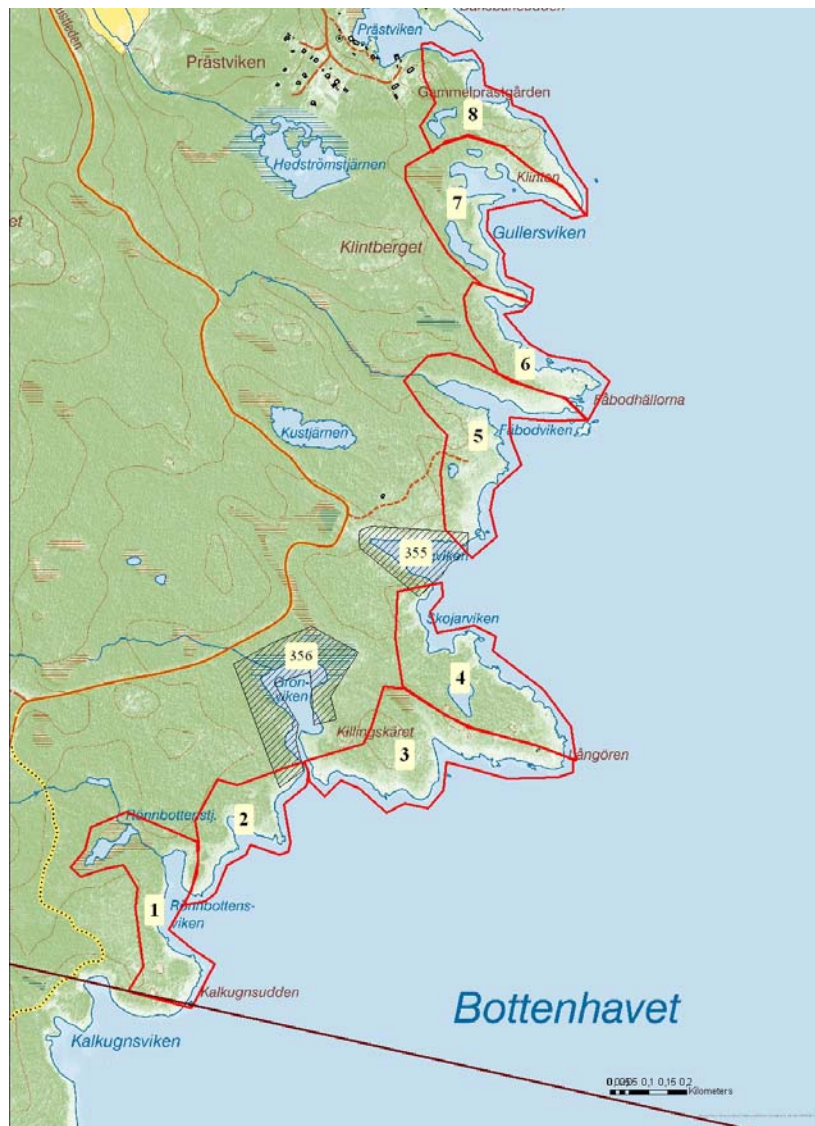 Prästviken
Prästviken
Gammelprästgården
8
Hedströmstjärnen
Klinten
7
Gullersviken
Klintberget
6
Fäbodhällorna
Fäbodviken
5
Kustjärnen
355
viken
Skojarviken
356
Grön-
viken
4
Killingskäret
3
Långören
Rönnbottenstj.
2
1
Rönnbottens-
viken
Kalkugnsudden
Bottenhavet
Kalkugnsviken
Kilometers